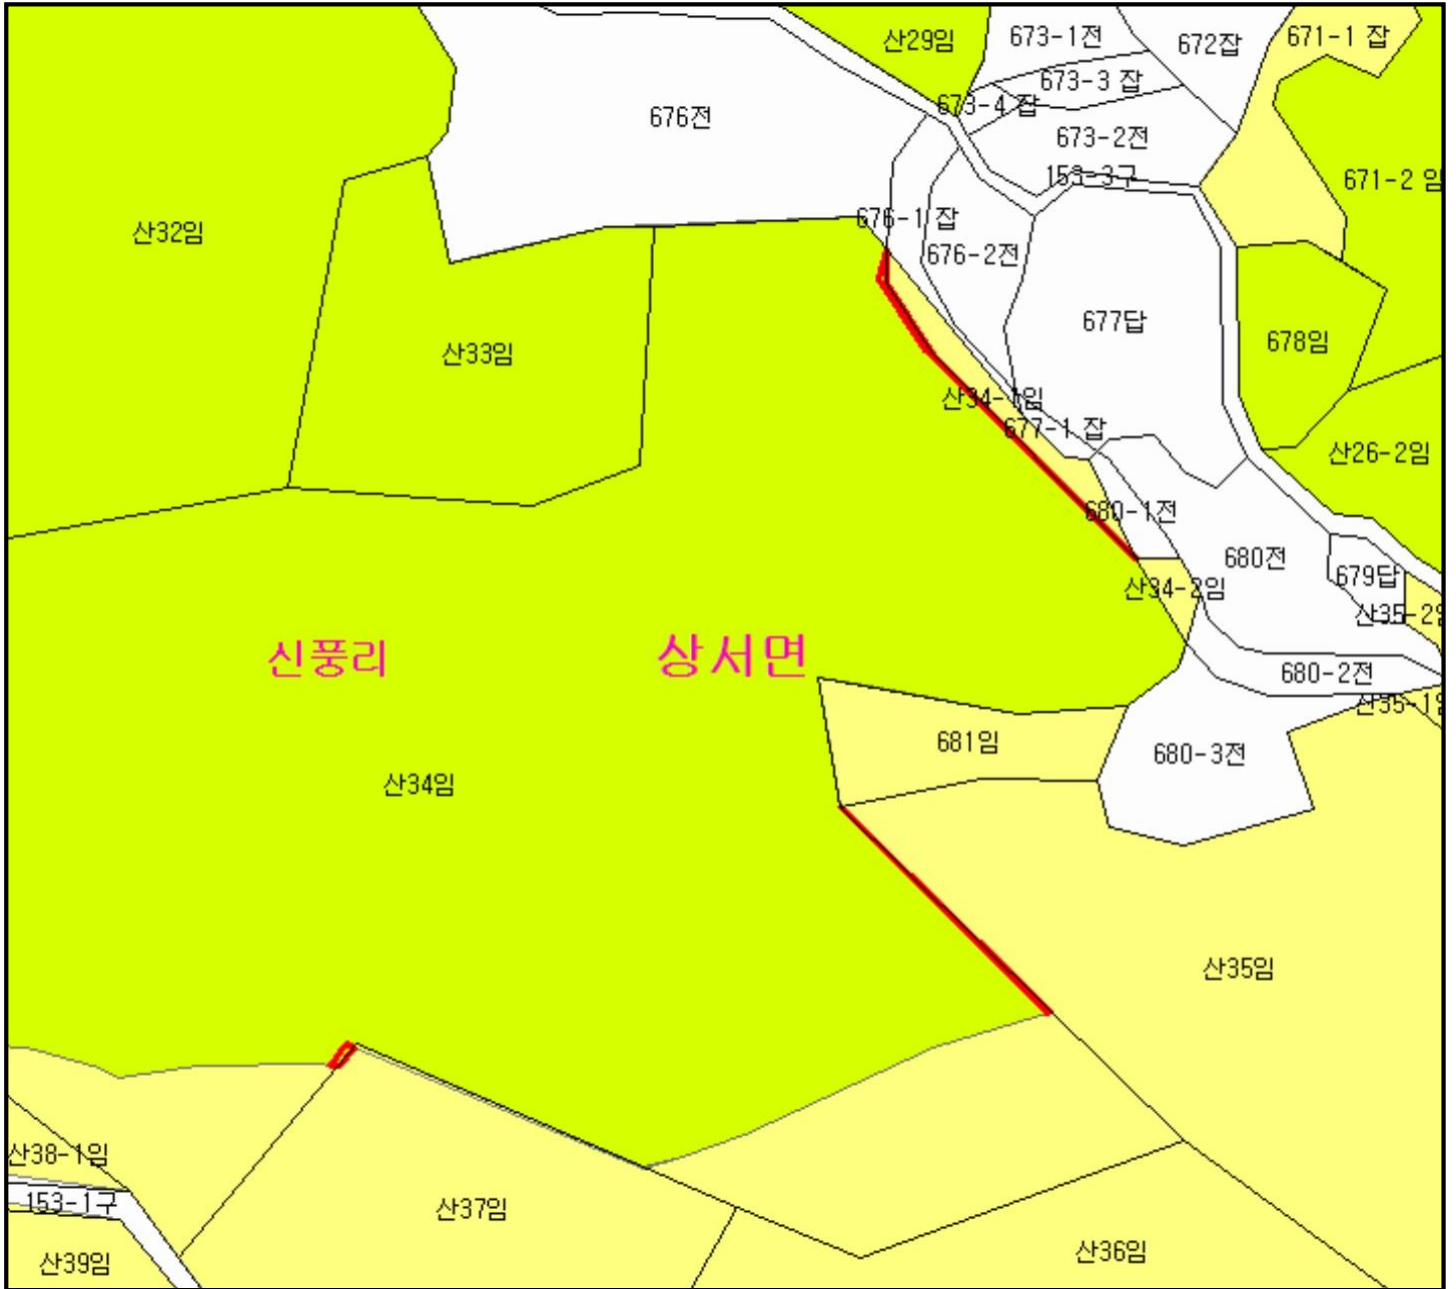 산29임
673-1전
672잡
671-1 잡
673-3 잡
673-4 잡
676전
673-2전
153-3구
671-2 임
676-1 잡
산32임
676-2전
677답
678임
산33임
산34-1임
677-1 잡
산26-2임
680-1전
680전
679답
산34-2임
산35-2임
신풍리
상서면
680-2전
산35-1임
681임
680-3전
산34임
산35임
산38-1임
153-1구
산37임
산36임
산39임